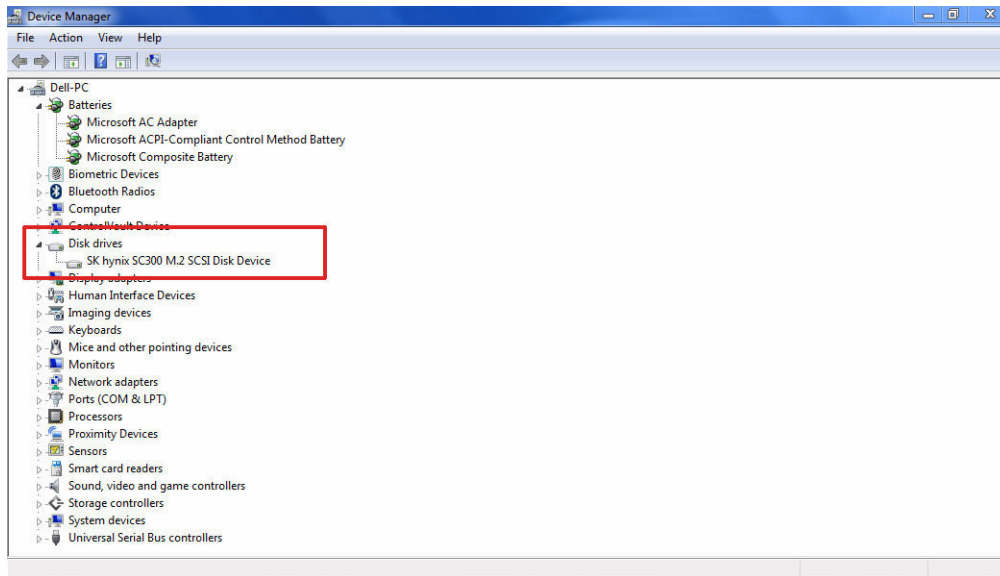 Device Manager
File Action View Help
Dell-PC
Batteries
Microsoft AC Adapter
Microsoft ACPI-Compliant Control Method Battery
Microsoft Composite Battery
Biometric Devices
Bluetooth Radios
Computer
ControlVault Device
Disk drives
SK hynix SC300 M.2 SCSI Disk Device
Display adapters
Human Interface Devices
Imaging devices
Keyboards
Mice and other pointing devices
Monitors
Network adapters
Ports (COM & LPT)
Processors
Proximity Devices
Sensors
Smart card readers
Sound, video and game controllers
Storage controllers
System devices
Universal Serial Bus controllers